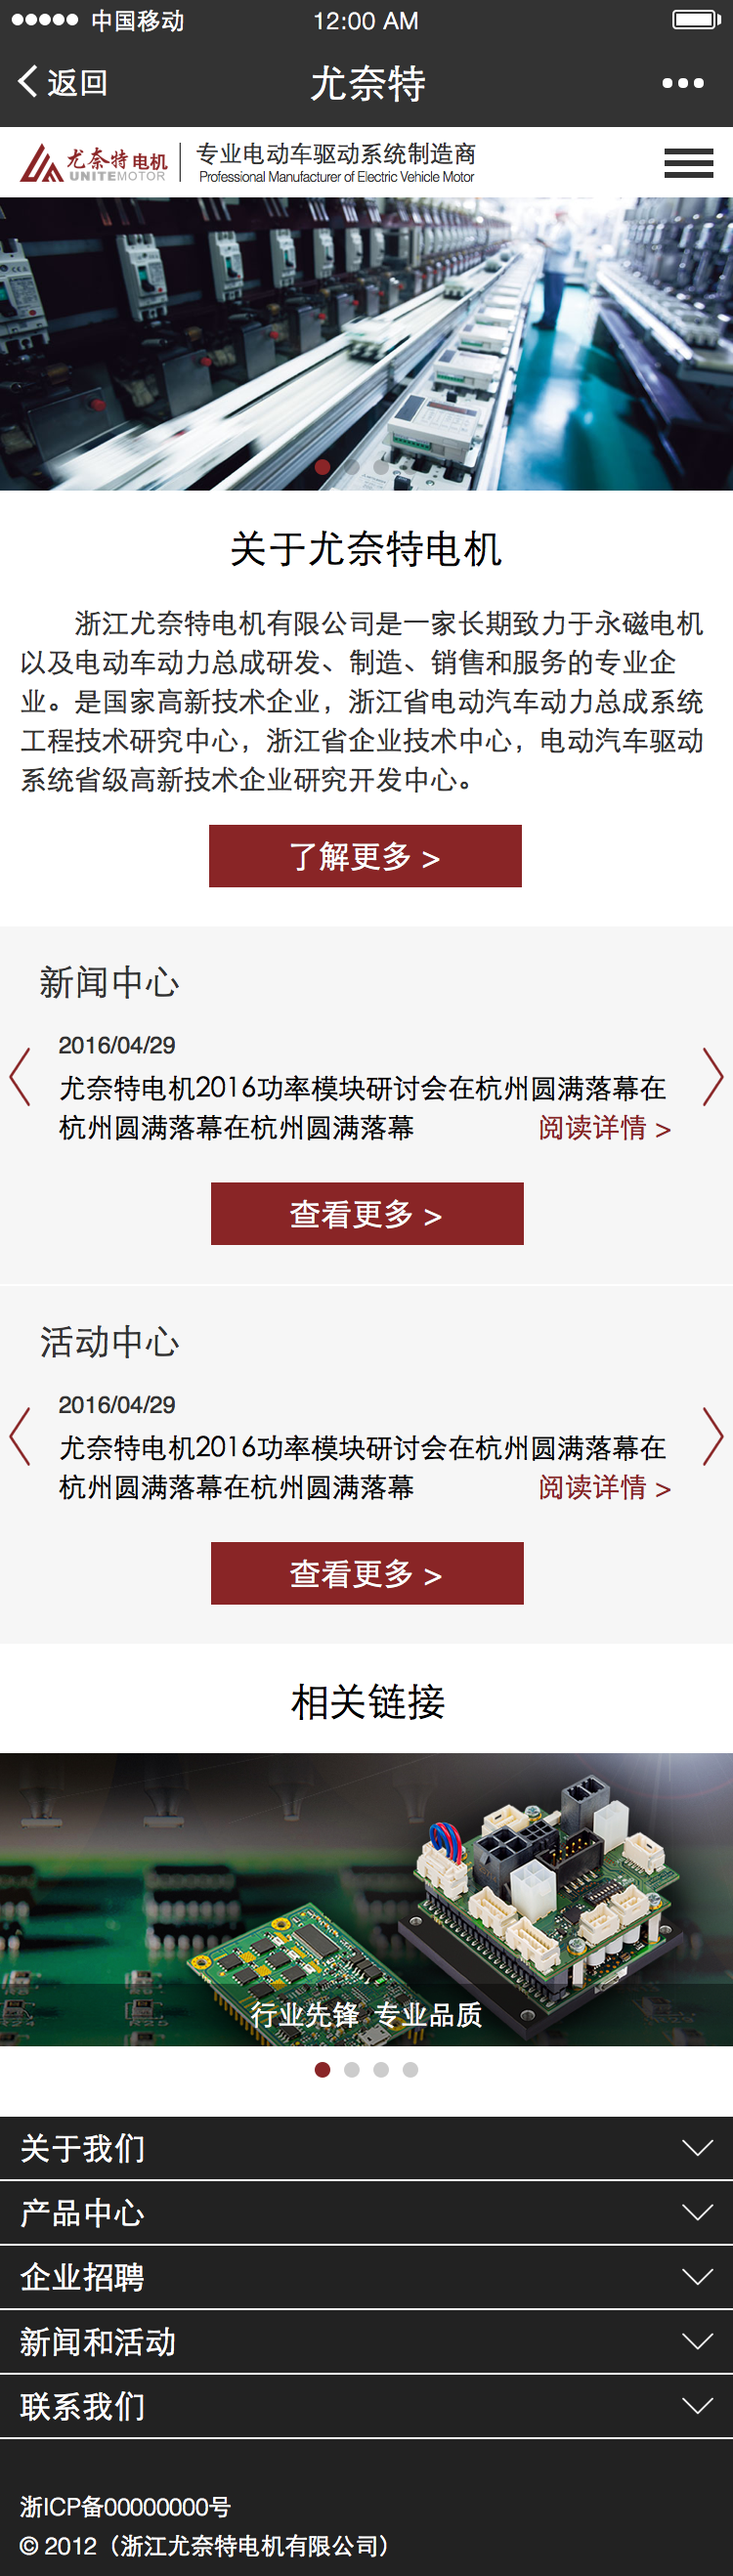 中国移动 12:00 AM
返回 尤奈特
尤奈特电机 专业电动车驱动系统制造商
UNITEMOTOR Professional Manufacturer of Electric Vehicle Motor
关于尤奈特电机
浙江尤奈特电机有限公司是一家长期致力于永磁电机
以及电动车动力总成研发、制造、销售和服务的专业企
业。是国家高新技术企业，浙江省电动汽车动力总成系统
工程技术研究中心，浙江省企业技术中心，电动汽车驱动
系统省级高新技术企业研究开发中心。
了解更多 >
新闻中心
2016/04/29
尤奈特电机2016功率模块研讨会在杭州圆满落幕在
杭州圆满落幕在杭州圆满落幕 阅读详情 >
查看更多 >
活动中心
2016/04/29
尤奈特电机2016功率模块研讨会在杭州圆满落幕在
杭州圆满落幕在杭州圆满落幕 阅读详情 >
查看更多 >
相关链接
行业先锋 专业品质
关于我们
产品中心
企业招聘
新闻和活动
联系我们
浙ICP备00000000号
© 2012（浙江尤奈特电机有限公司）